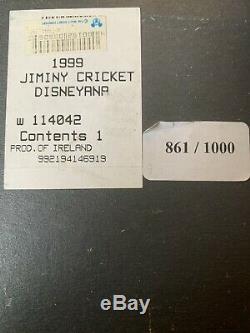 1999
JIMINY CRICKET
DISNEYANA
W 114042
Contents 1
PROD. OF IRELAND
992194146919
861 / 1000